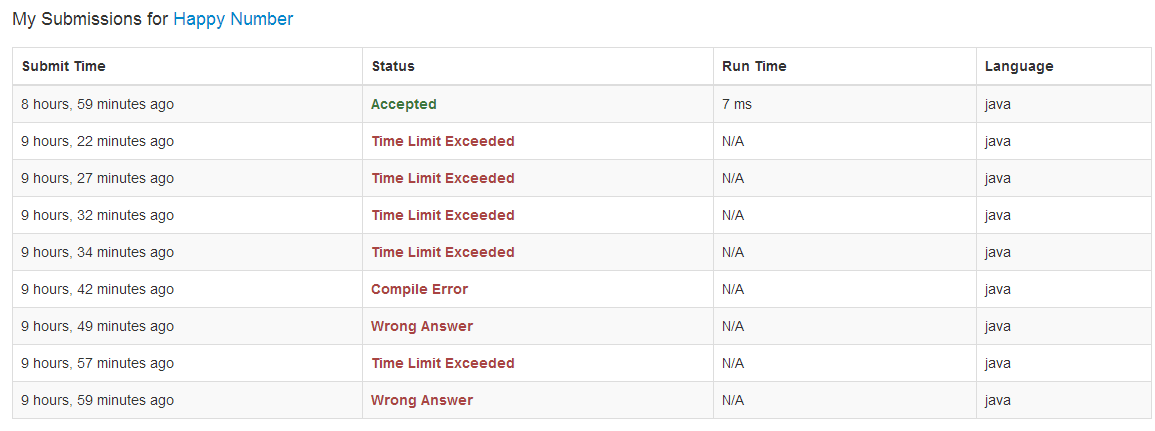 My Submissions for Happy Number
Submit Time Status Run Time Language
8 hours, 59 minutes ago Accepted 7 ms java
9 hours, 22 minutes ago Time Limit Exceeded N/A java
9 hours, 27 minutes ago Time Limit Exceeded N/A java
9 hours, 32 minutes ago Time Limit Exceeded N/A java
9 hours, 34 minutes ago Time Limit Exceeded N/A java
9 hours, 42 minutes ago Compile Error N/A java
9 hours, 49 minutes ago Wrong Answer N/A java
9 hours, 57 minutes ago Time Limit Exceeded N/A java
9 hours, 59 minutes ago Wrong Answer N/A java